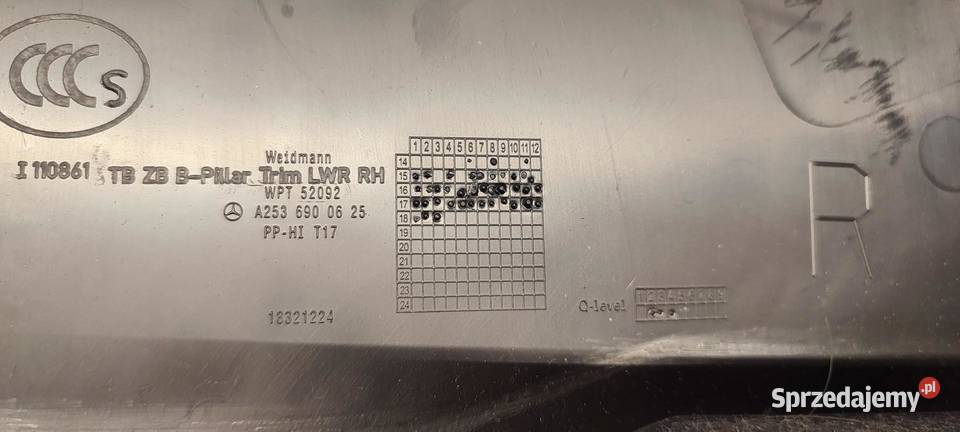 CCC S
I 110861
Weidmann
TB ZB B-Pillar Trim LWR RH
WPT 52092
A253 690 06 25
PP-HI T17
18321224
1 2 3 4 5 6 7 8 9 10 11 12
14
15
16
17
18
19
20
21
22
23
24
Q-level
R
Sprzedajemy.pl